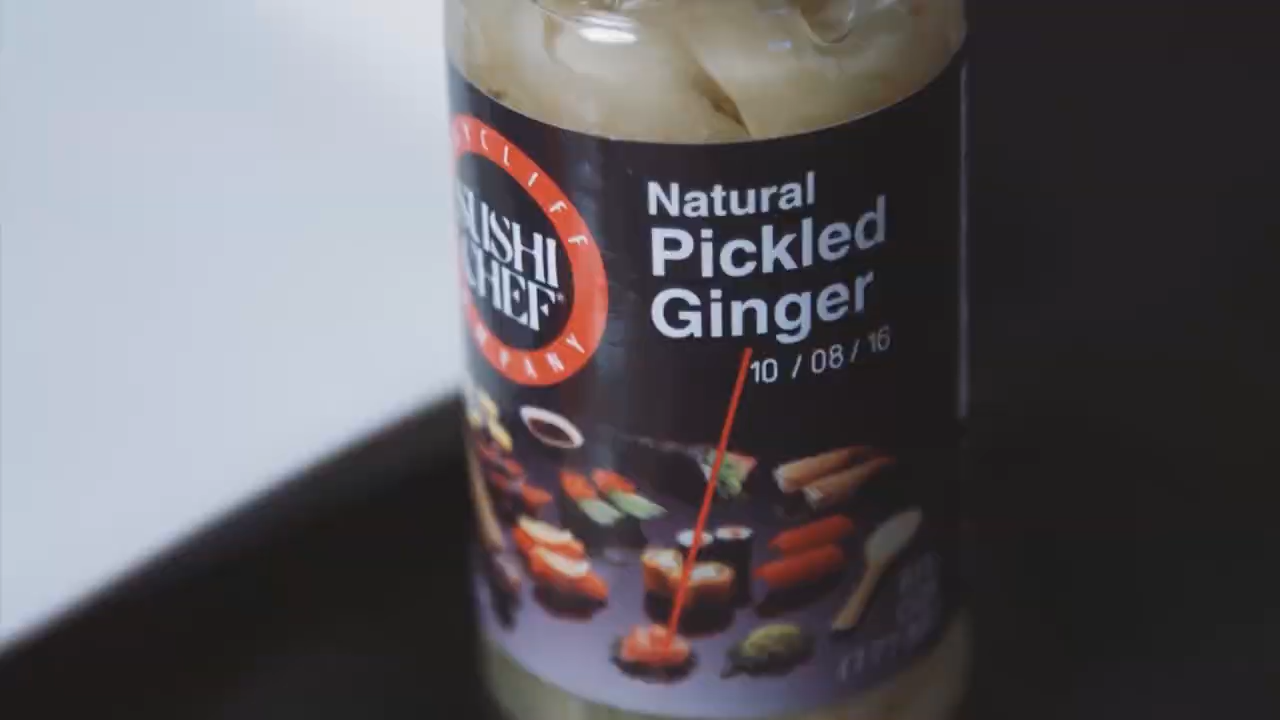 SUSHI
CHEF®
Natural
Pickled
Ginger
10 / 08 / 16